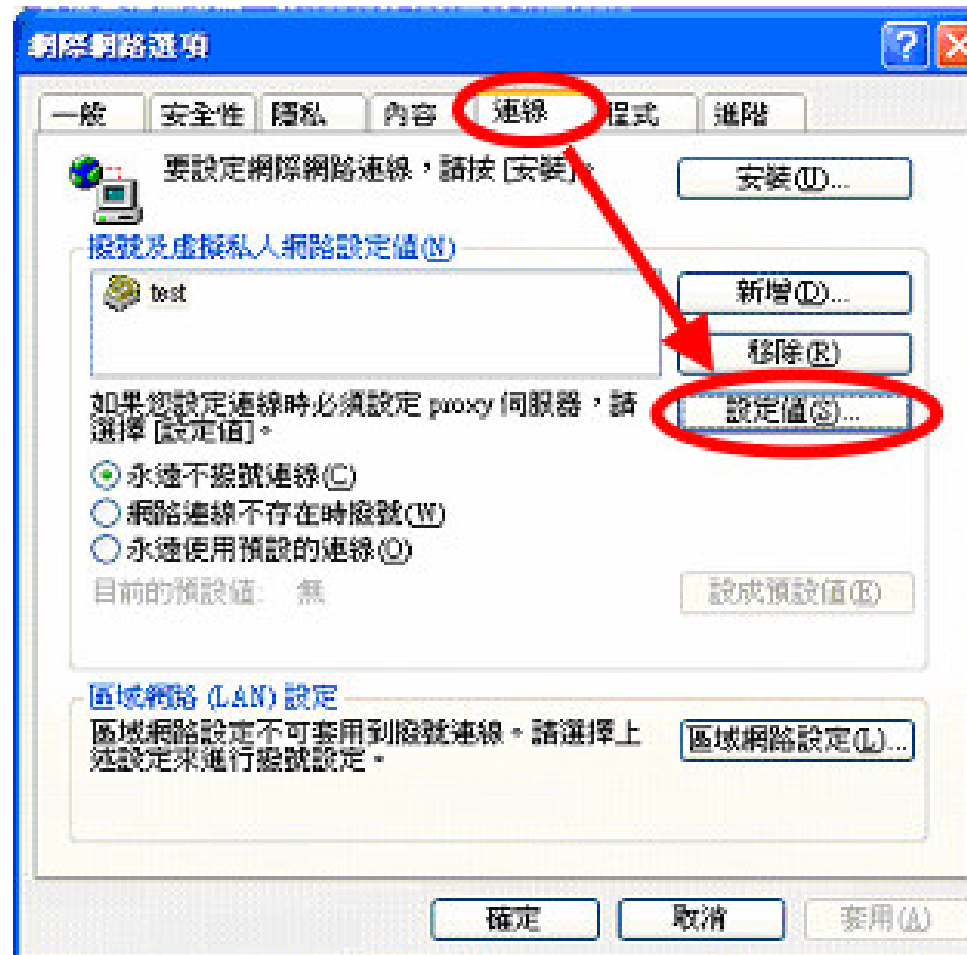 網際網路選項
一般 安全性 隱私 內容 連線 程式 進階
要設定網際網路連線，請按 [安裝]。
安裝(U)...
撥號及虛擬私人網路設定值(N)
test
新增(D)...
移除(R)
如果您設定連線時必須設定 proxy 伺服器，請
選擇 [設定值]。
設定值(S)...
永遠不撥號連線(C)
網路連線不存在時撥號(W)
永遠使用預設的連線(O)
目前的預設值: 無
設成預設值(E)
區域網路 (LAN) 設定
區域網路設定不可套用到撥號連線。請選擇上
述設定來進行撥號設定。
區域網路設定(L)...
確定 取消 套用(A)